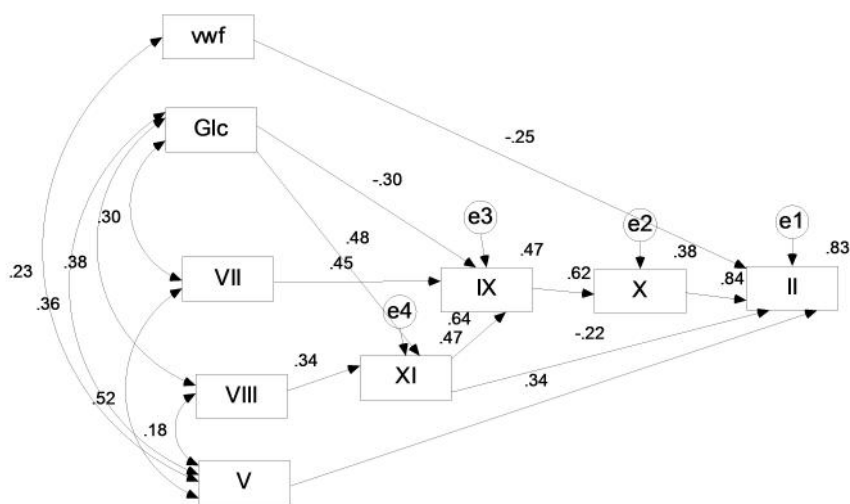 vwf
Glc
-.25
-.30
.30
e3
e2
e1
.48
.47
.38
.83
.23
.38
VII
.45
IX
.62
X
.84
II
.36
e4
.64
.47
-.22
.34
XI
.34
VIII
.52
.18
V